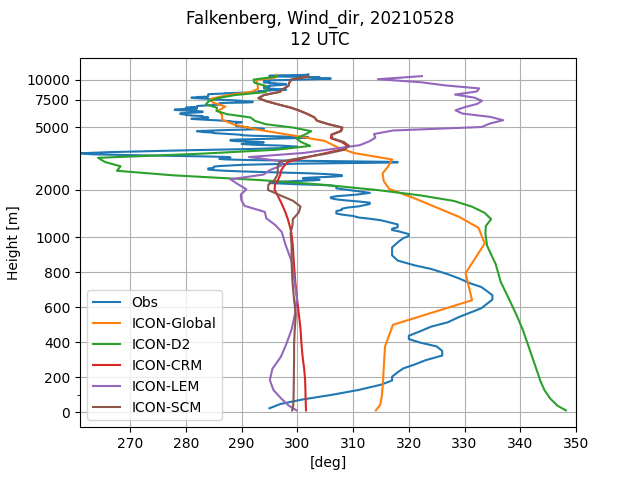 Falkenberg, Wind_dir, 20210528
12 UTC
10000
7500
5000
2000
1000
800
600
400
200
0
Height [m]
Obs
ICON-Global
ICON-D2
ICON-CRM
ICON-LEM
ICON-SCM
270 280 290 300 310 320 330 340 350
[deg]